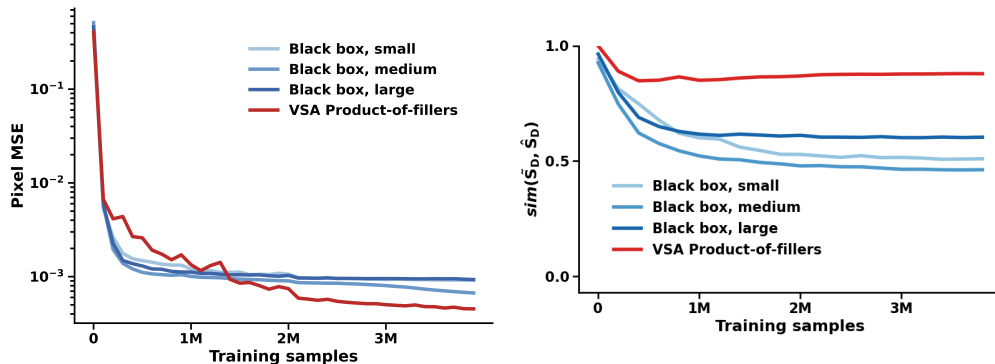 Pixel MSE
10⁻¹
10⁻²
10⁻³
Black box, small
Black box, medium
Black box, large
VSA Product-of-fillers
0 1M 2M 3M
Training samples
sim(S̃_D, Ŝ_D)
1.0
0.5
0.0
Black box, small
Black box, medium
Black box, large
VSA Product-of-fillers
0 1M 2M 3M
Training samples